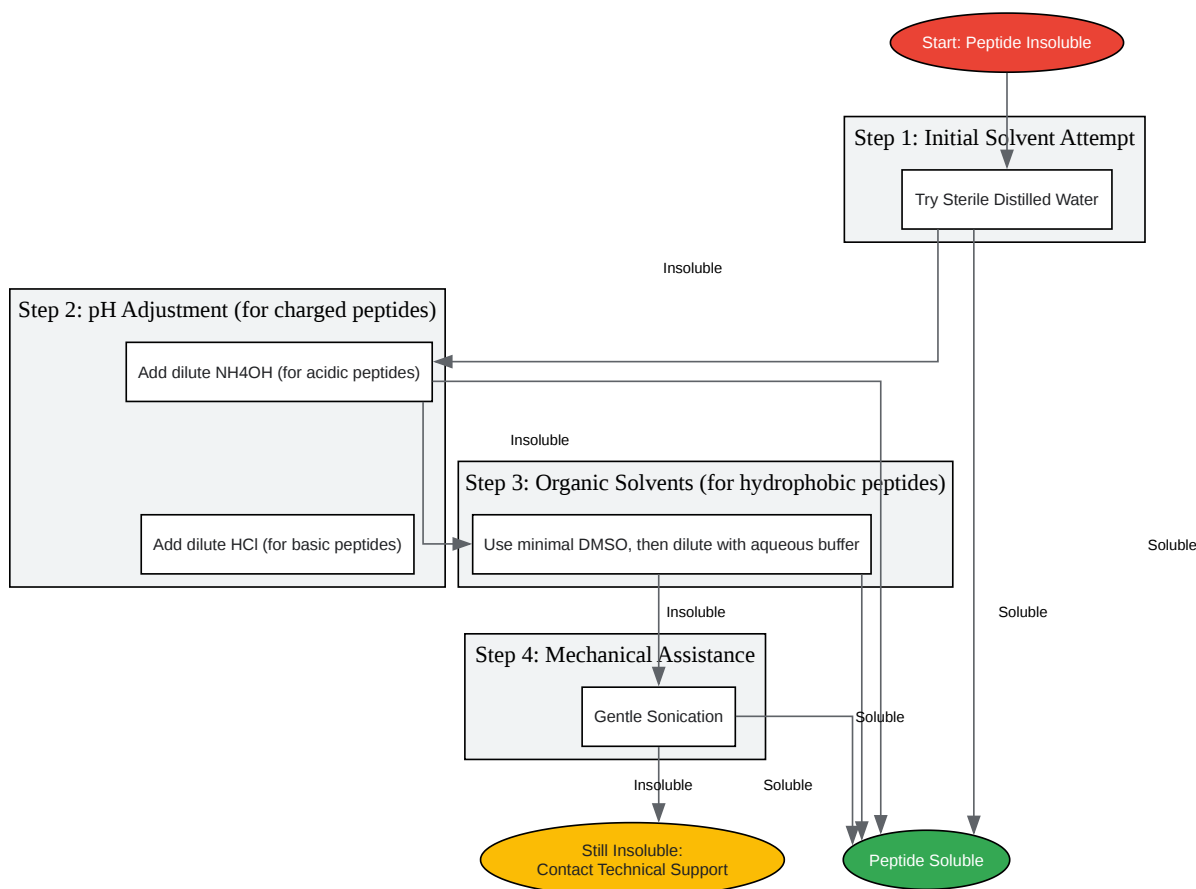 Start: Peptide Insoluble
Step 1: Initial Solvent Attempt
Try Sterile Distilled Water
Insoluble
Step 2: pH Adjustment (for charged peptides)
Add dilute NH4OH (for acidic peptides)
Insoluble
Step 3: Organic Solvents (for hydrophobic peptides)
Add dilute HCl (for basic peptides)
Use minimal DMSO, then dilute with aqueous buffer
Soluble
Insoluble
Soluble
Step 4: Mechanical Assistance
Gentle Sonication
Soluble
Insoluble
Soluble
Still Insoluble:
Contact Technical Support
Peptide Soluble